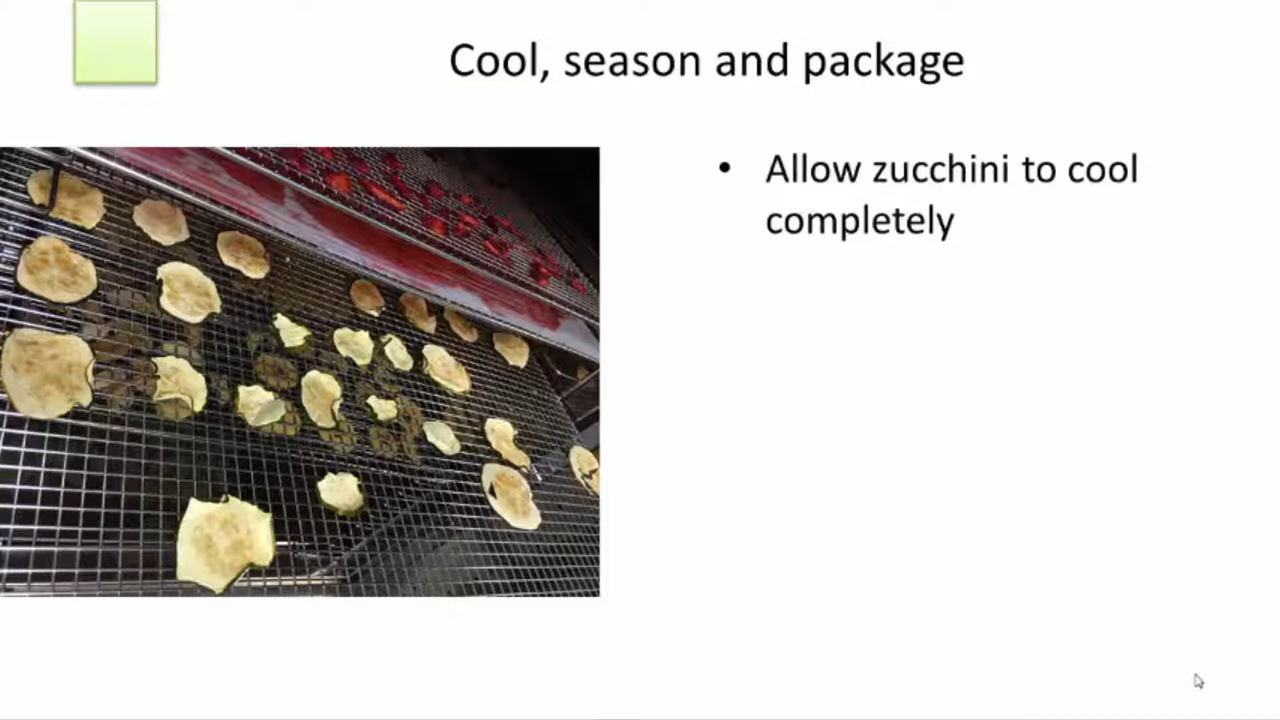 Cool, season and package
• Allow zucchini to cool
completely